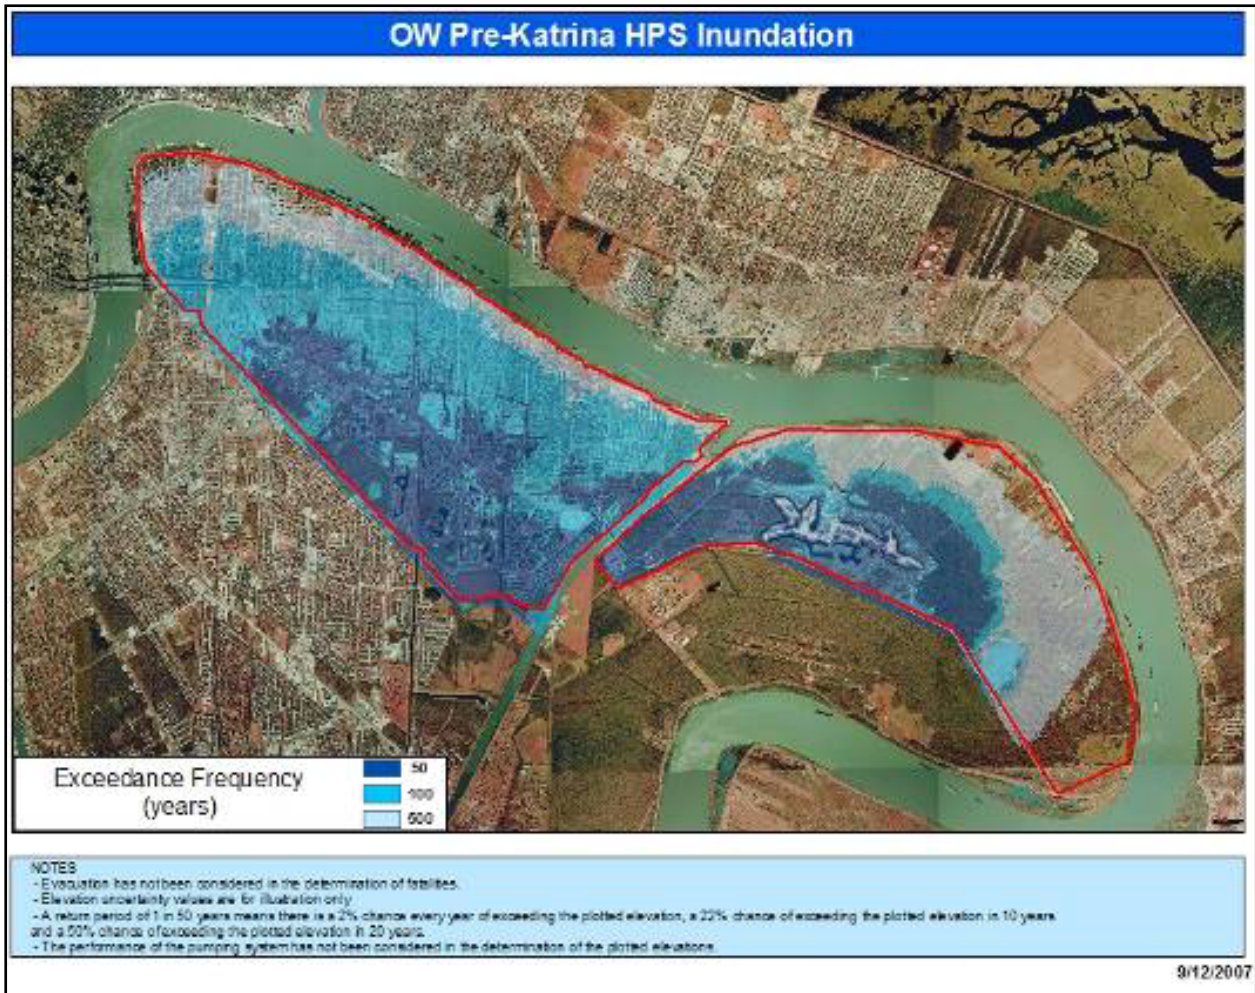 OW Pre-Katrina HPS Inundation
Exceedance Frequency
(years)
50
100
500
NOTES
- Evacuation has not been considered in the determination of fatalities.
- Elevation uncertainty values are for illustration only
- A return period of 1 in 50 years means there is a 2% chance every year of exceeding the plotted elevation, a 22% chance of exceeding the plotted elevation in 10 years
and a 50% chance of exceeding the plotted elevation in 20 years.
- The performance of the pumping system has not been considered in the determination of the plotted elevations.
9/12/2007